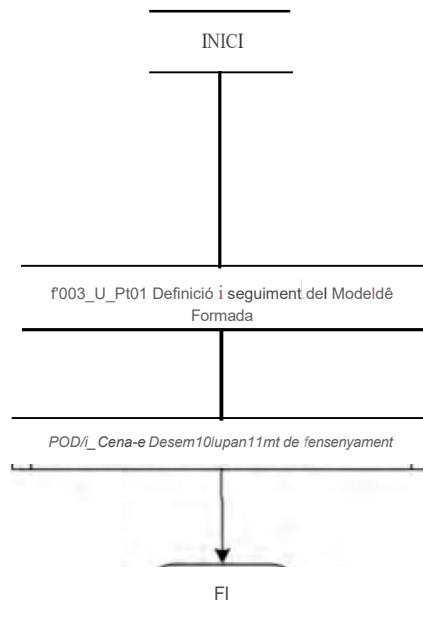 INICI
f'003_U_Pt01 Definició i seguiment del Modeldê
Formada
POD/i_Cena-e Desem10lupan11mt de fensenyament
FI